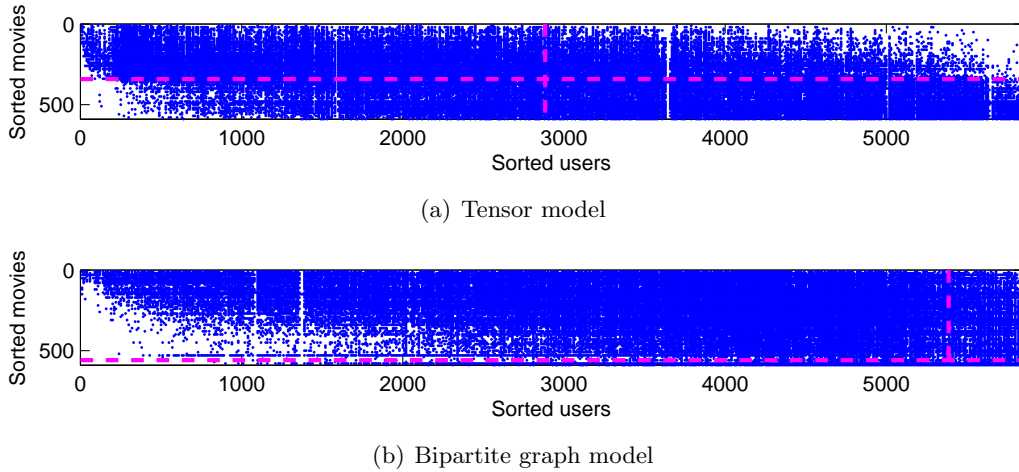 Sorted movies
0
500
0 1000 2000 3000 4000 5000
Sorted users
(a) Tensor model
Sorted movies
0
500
0 1000 2000 3000 4000 5000
Sorted users
(b) Bipartite graph model